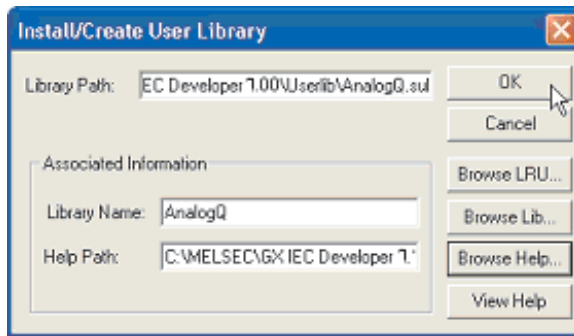 Install/Create User Library
Library Path: EC Developer 7.00\Userlib\AnalogQ.sul
OK
Cancel
Associated Information
Browse LRU...
Library Name: AnalogQ
Browse Lib...
Help Path: C:\MELSEC\GX IEC Developer 7.
Browse Help...
View Help